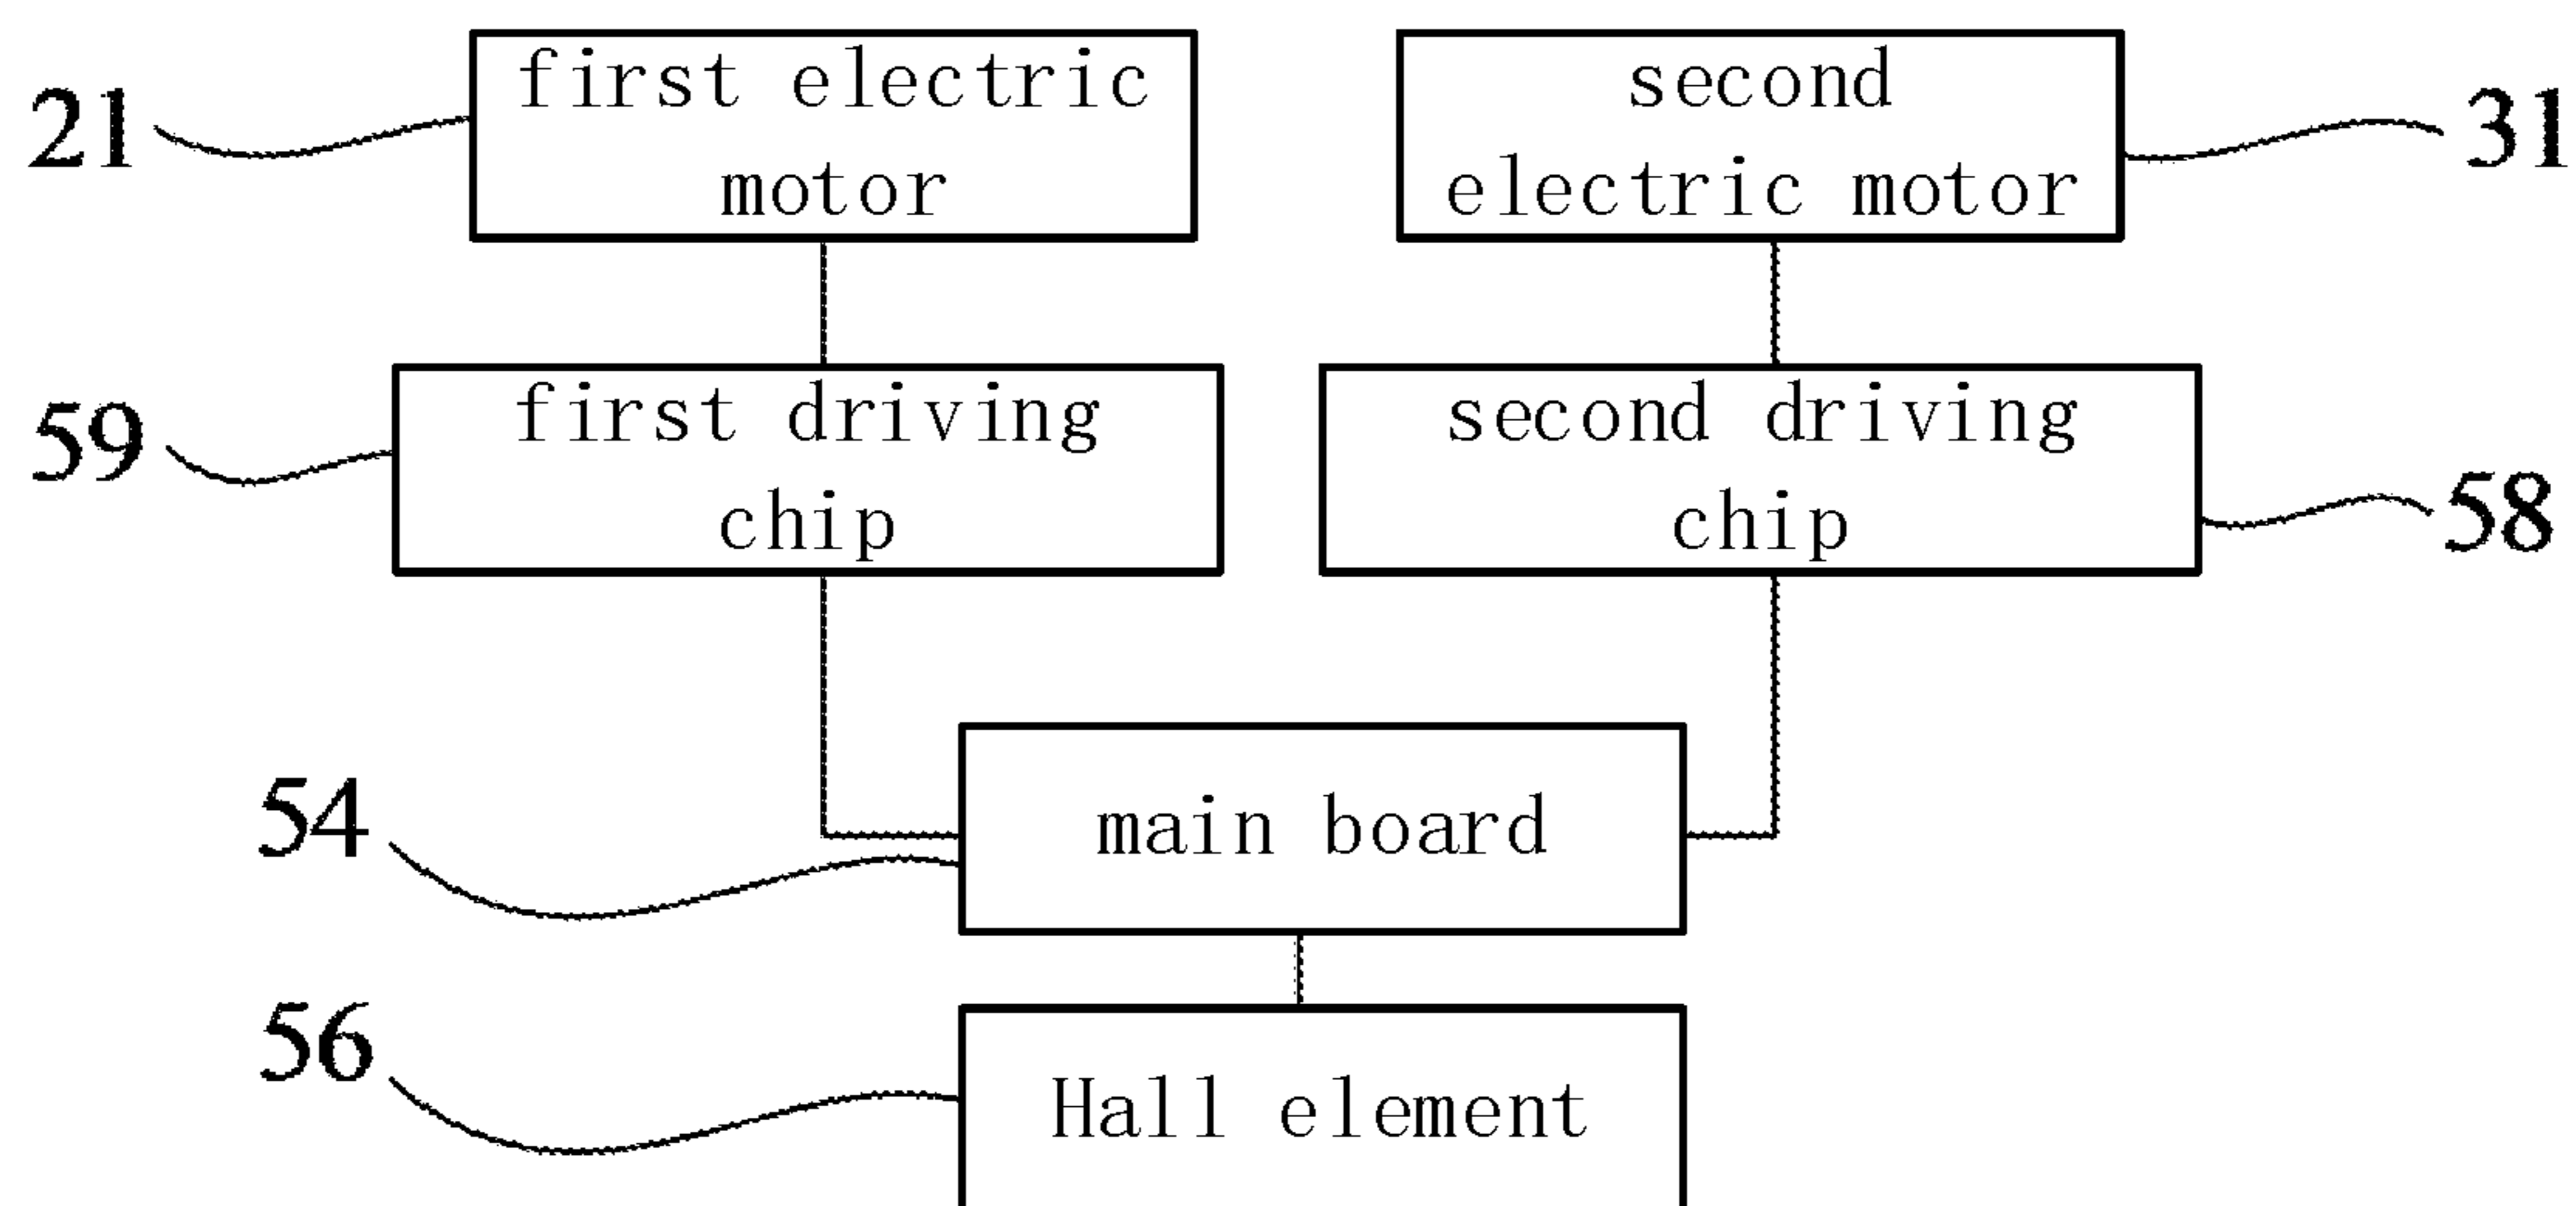 21
first electric
motor
second
electric motor
31
59
first driving
chip
second driving
chip
58
54
main board
56
Hall element